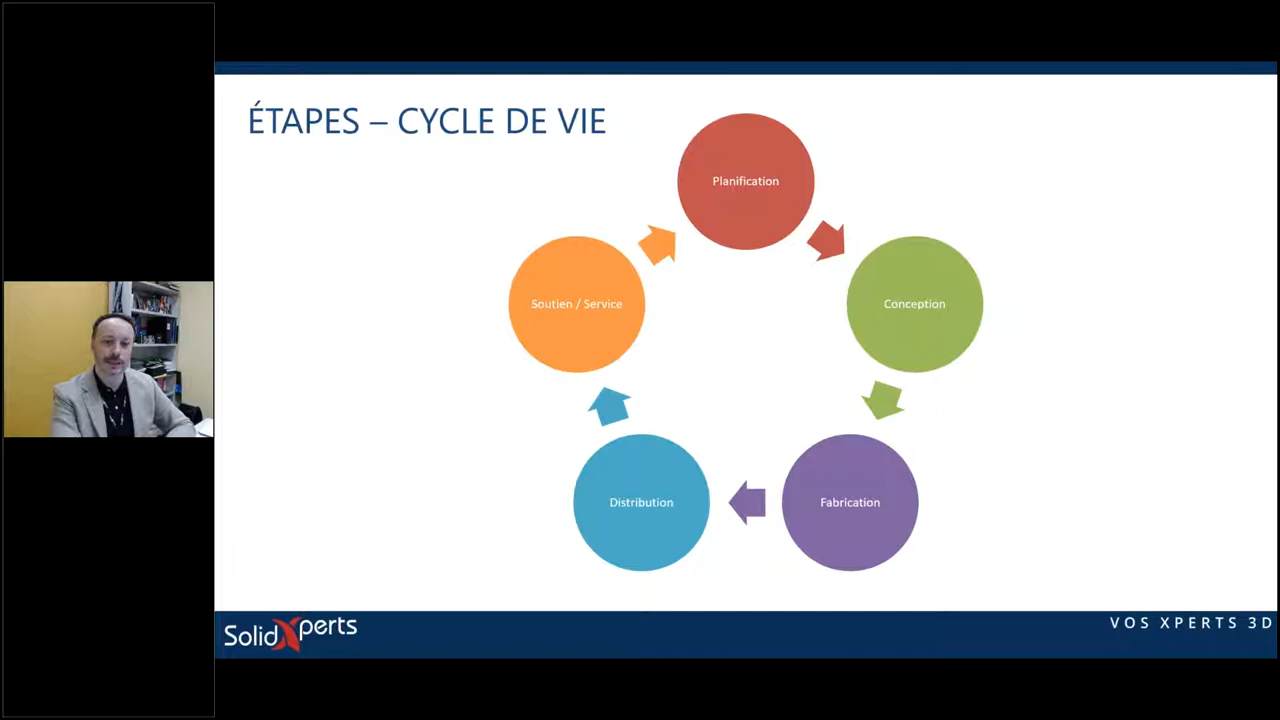 ÉTAPES – CYCLE DE VIE
Planification
Conception
Fabrication
Distribution
Soutien / Service
SolidXperts
VOS XPERTS 3D